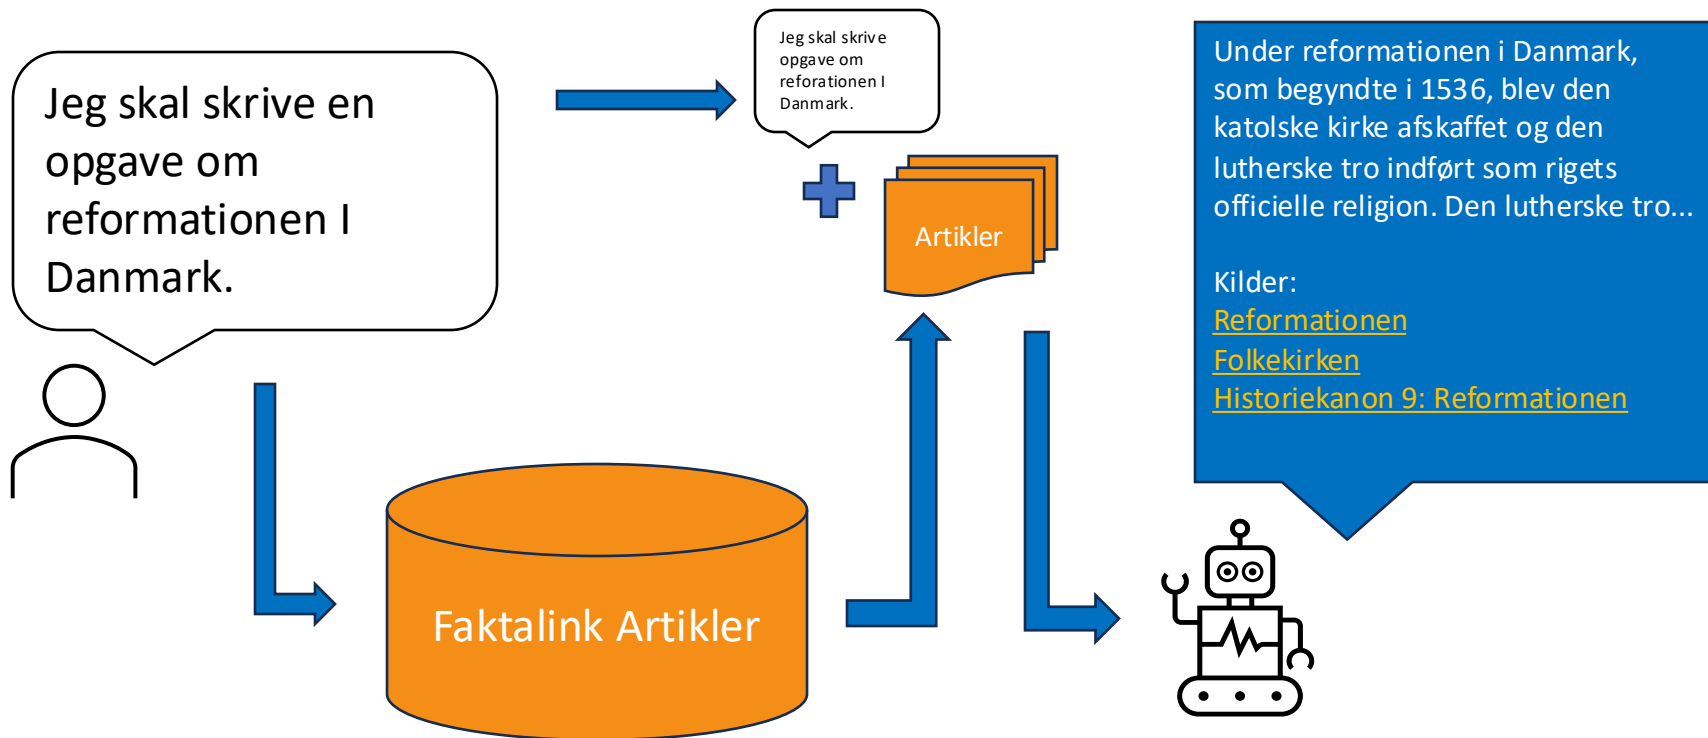 Jeg skal skrive en
opgave om
reformationen I
Danmark.
Jeg skal skrive
opgave om
reforationen I
Danmark.
Artikler
Faktalink Artikler
Under reformationen i Danmark,
som begyndte i 1536, blev den
katolske kirke afskaffet og den
lutherske tro indført som rigets
officielle religion. Den lutherske tro...
Kilder:
Reformationen
Folkekirken
Historiekanon 9: Reformationen